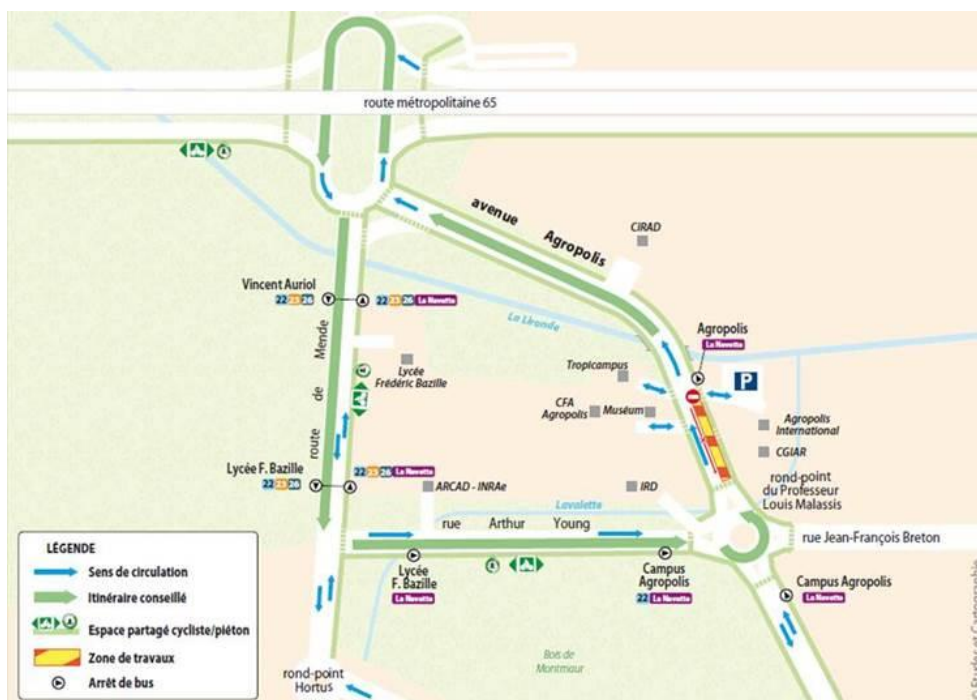 route métropolitaine 65
avenue
Agropolis
CIRAD
Vincent Auriol
22 23 26
22 23 26 La Navette
La Lironde
Agropolis
La Navette
route de Mende
Lycée
Frédéric Bazille
Tropicampus
P
CFA
Agropolis
Muséum
Agropolis
International
CGIAR
Lycée F. Bazille
22 23 26
22 23 26 La Navette
ARCAD - INRAe
IRD
rond-point
du Professeur
Louis Malassis
Lavalette
rue Arthur Young
rue Jean-François Breton
Lycée
F. Bazille
La Navette
Campus
Agropolis
22 La Navette
Campus Agropolis
La Navette
Bois de
Montmaur
rond-point
Hortus
LÉGENDE
Sens de circulation
Itinéraire conseillé
Espace partagé cycliste/piéton
Zone de travaux
Arrêt de bus
Études et Cartographie